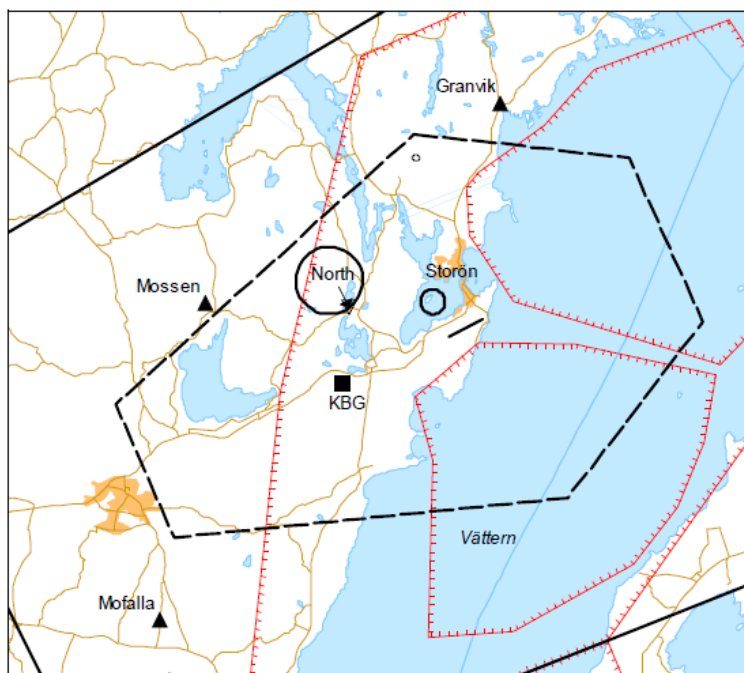 Granvik
North
Storön
Mossen
KBG
Vättern
Mofalla